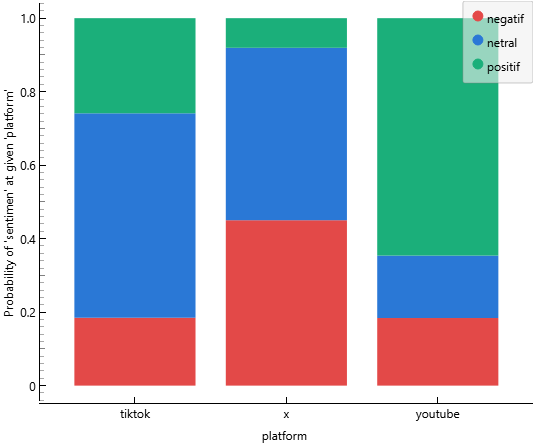 negatif
netral
positif
Probability of 'sentimen' at given 'platform'
1.0
0.8
0.6
0.4
0.2
0
tiktok
x
youtube
platform